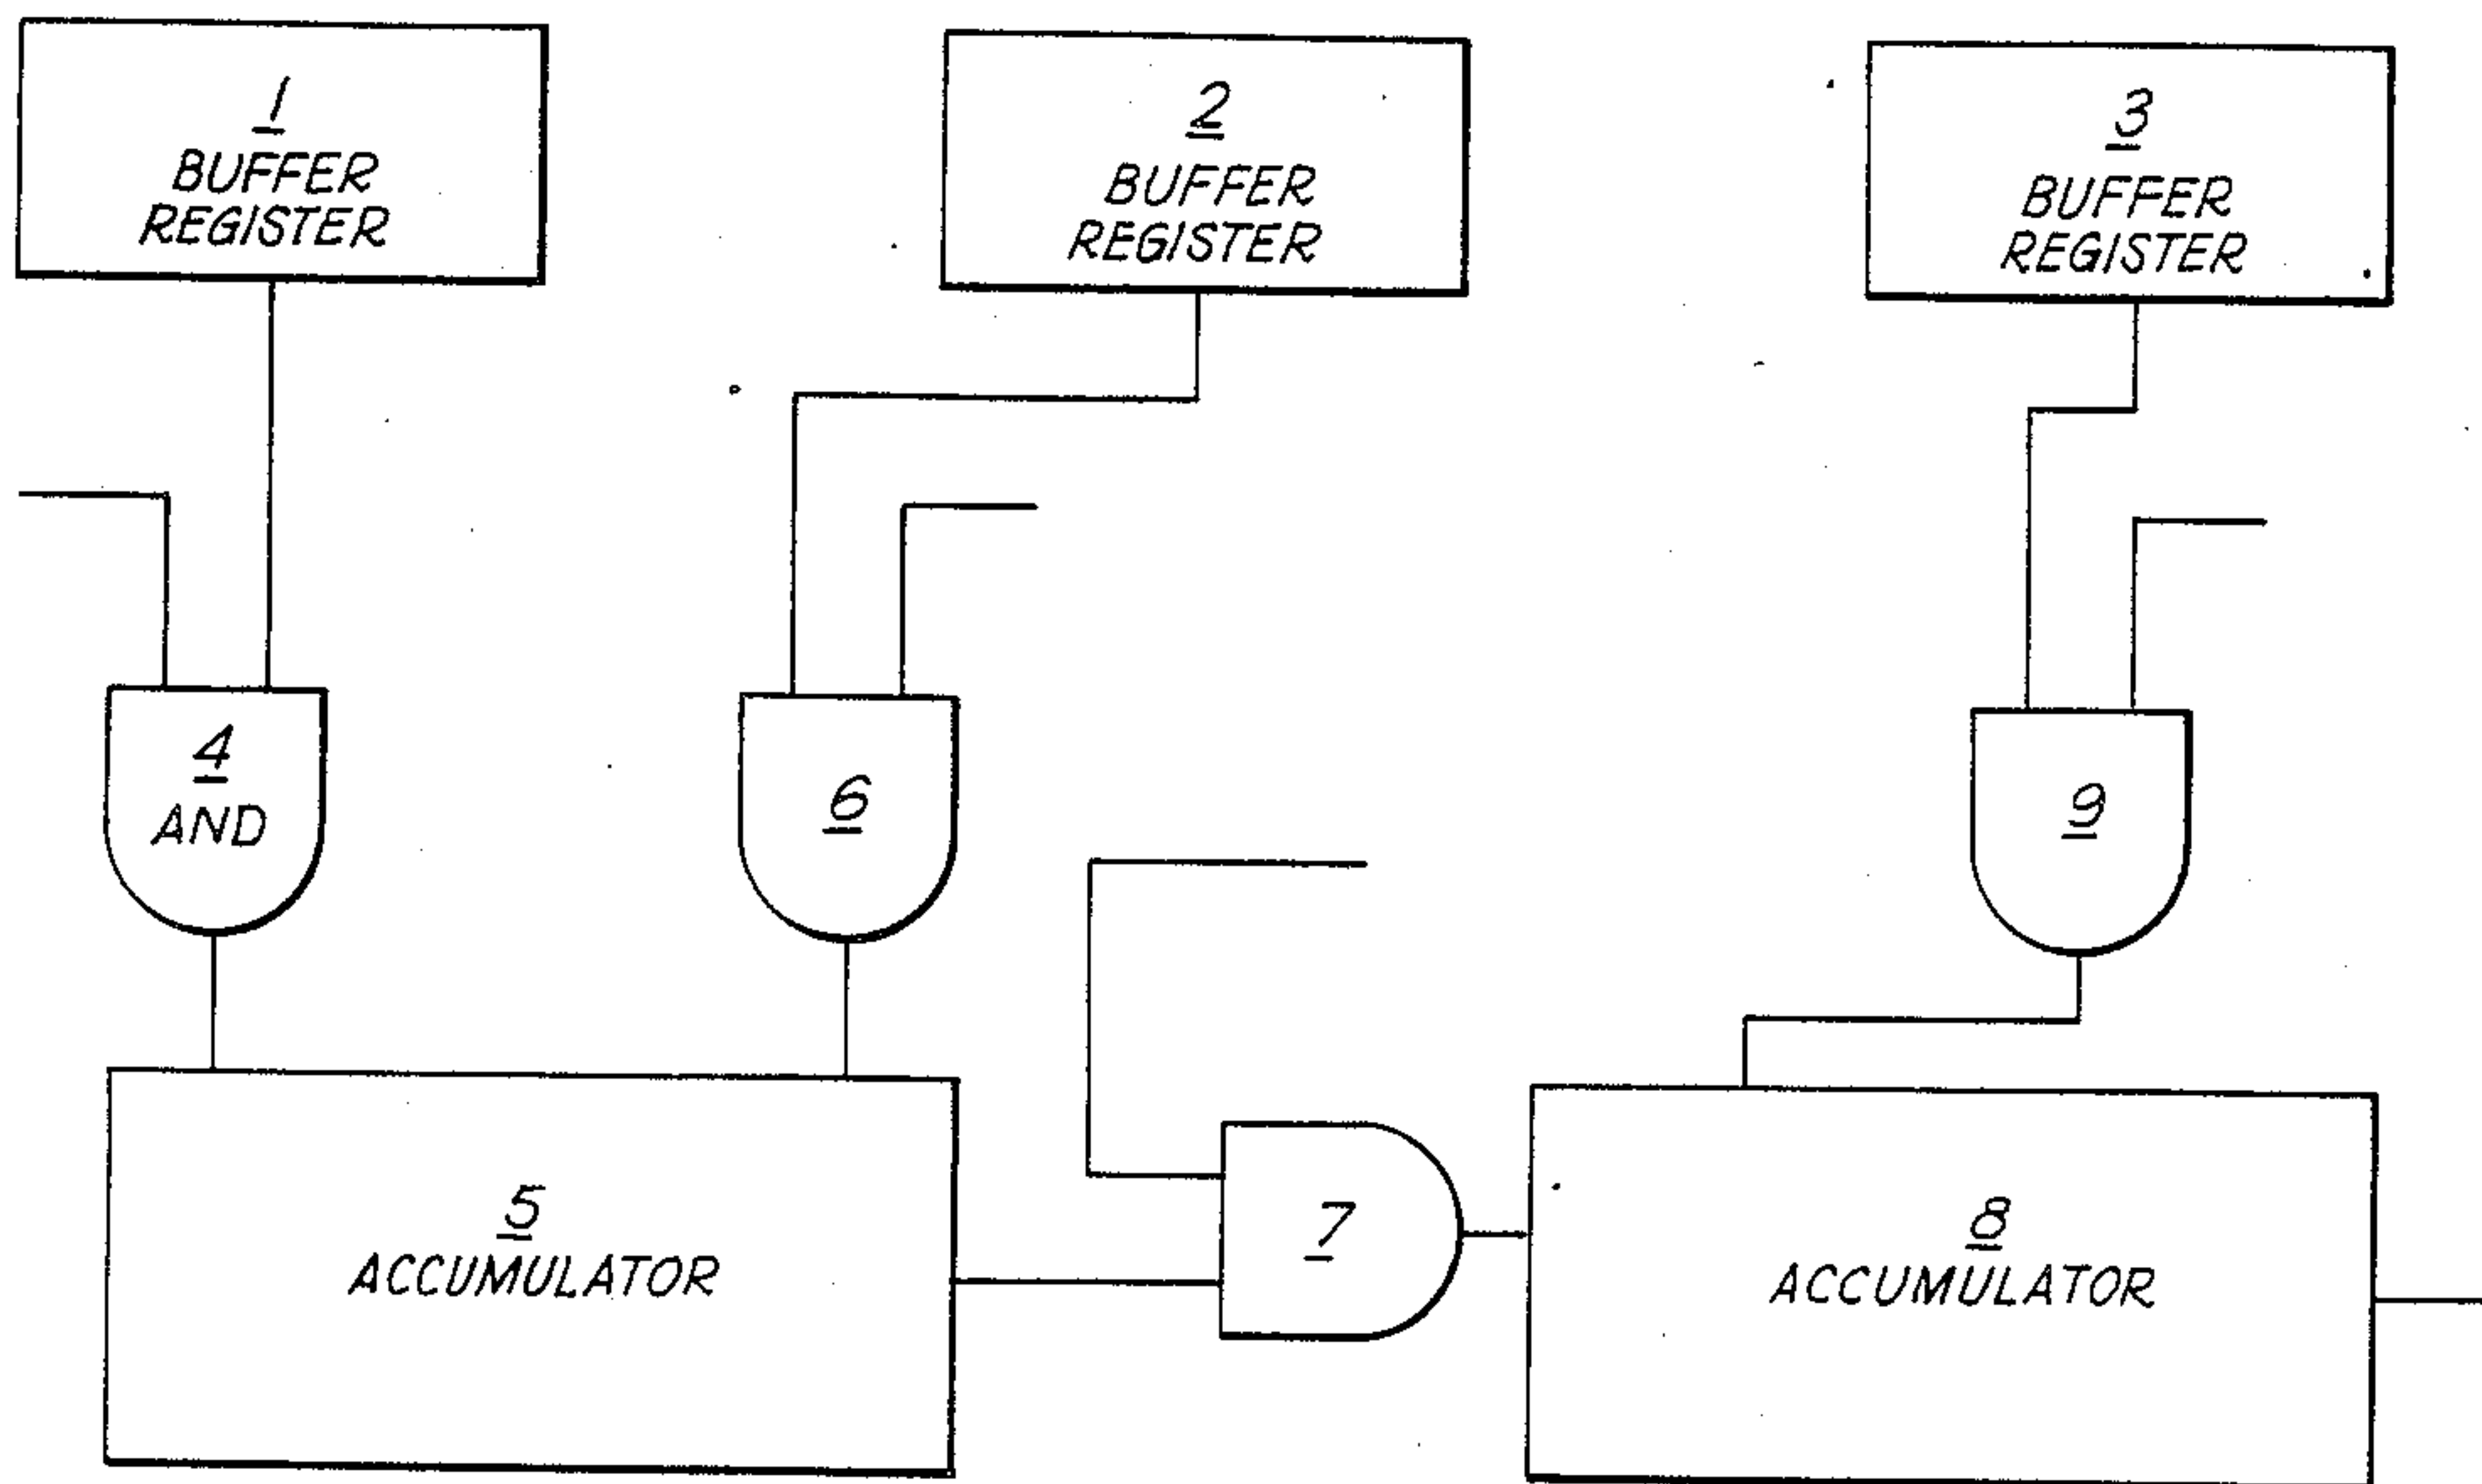 1
BUFFER
REGISTER
2
BUFFER
REGISTER
3
BUFFER
REGISTER
4
AND
6
9
5
ACCUMULATOR
7
8
ACCUMULATOR